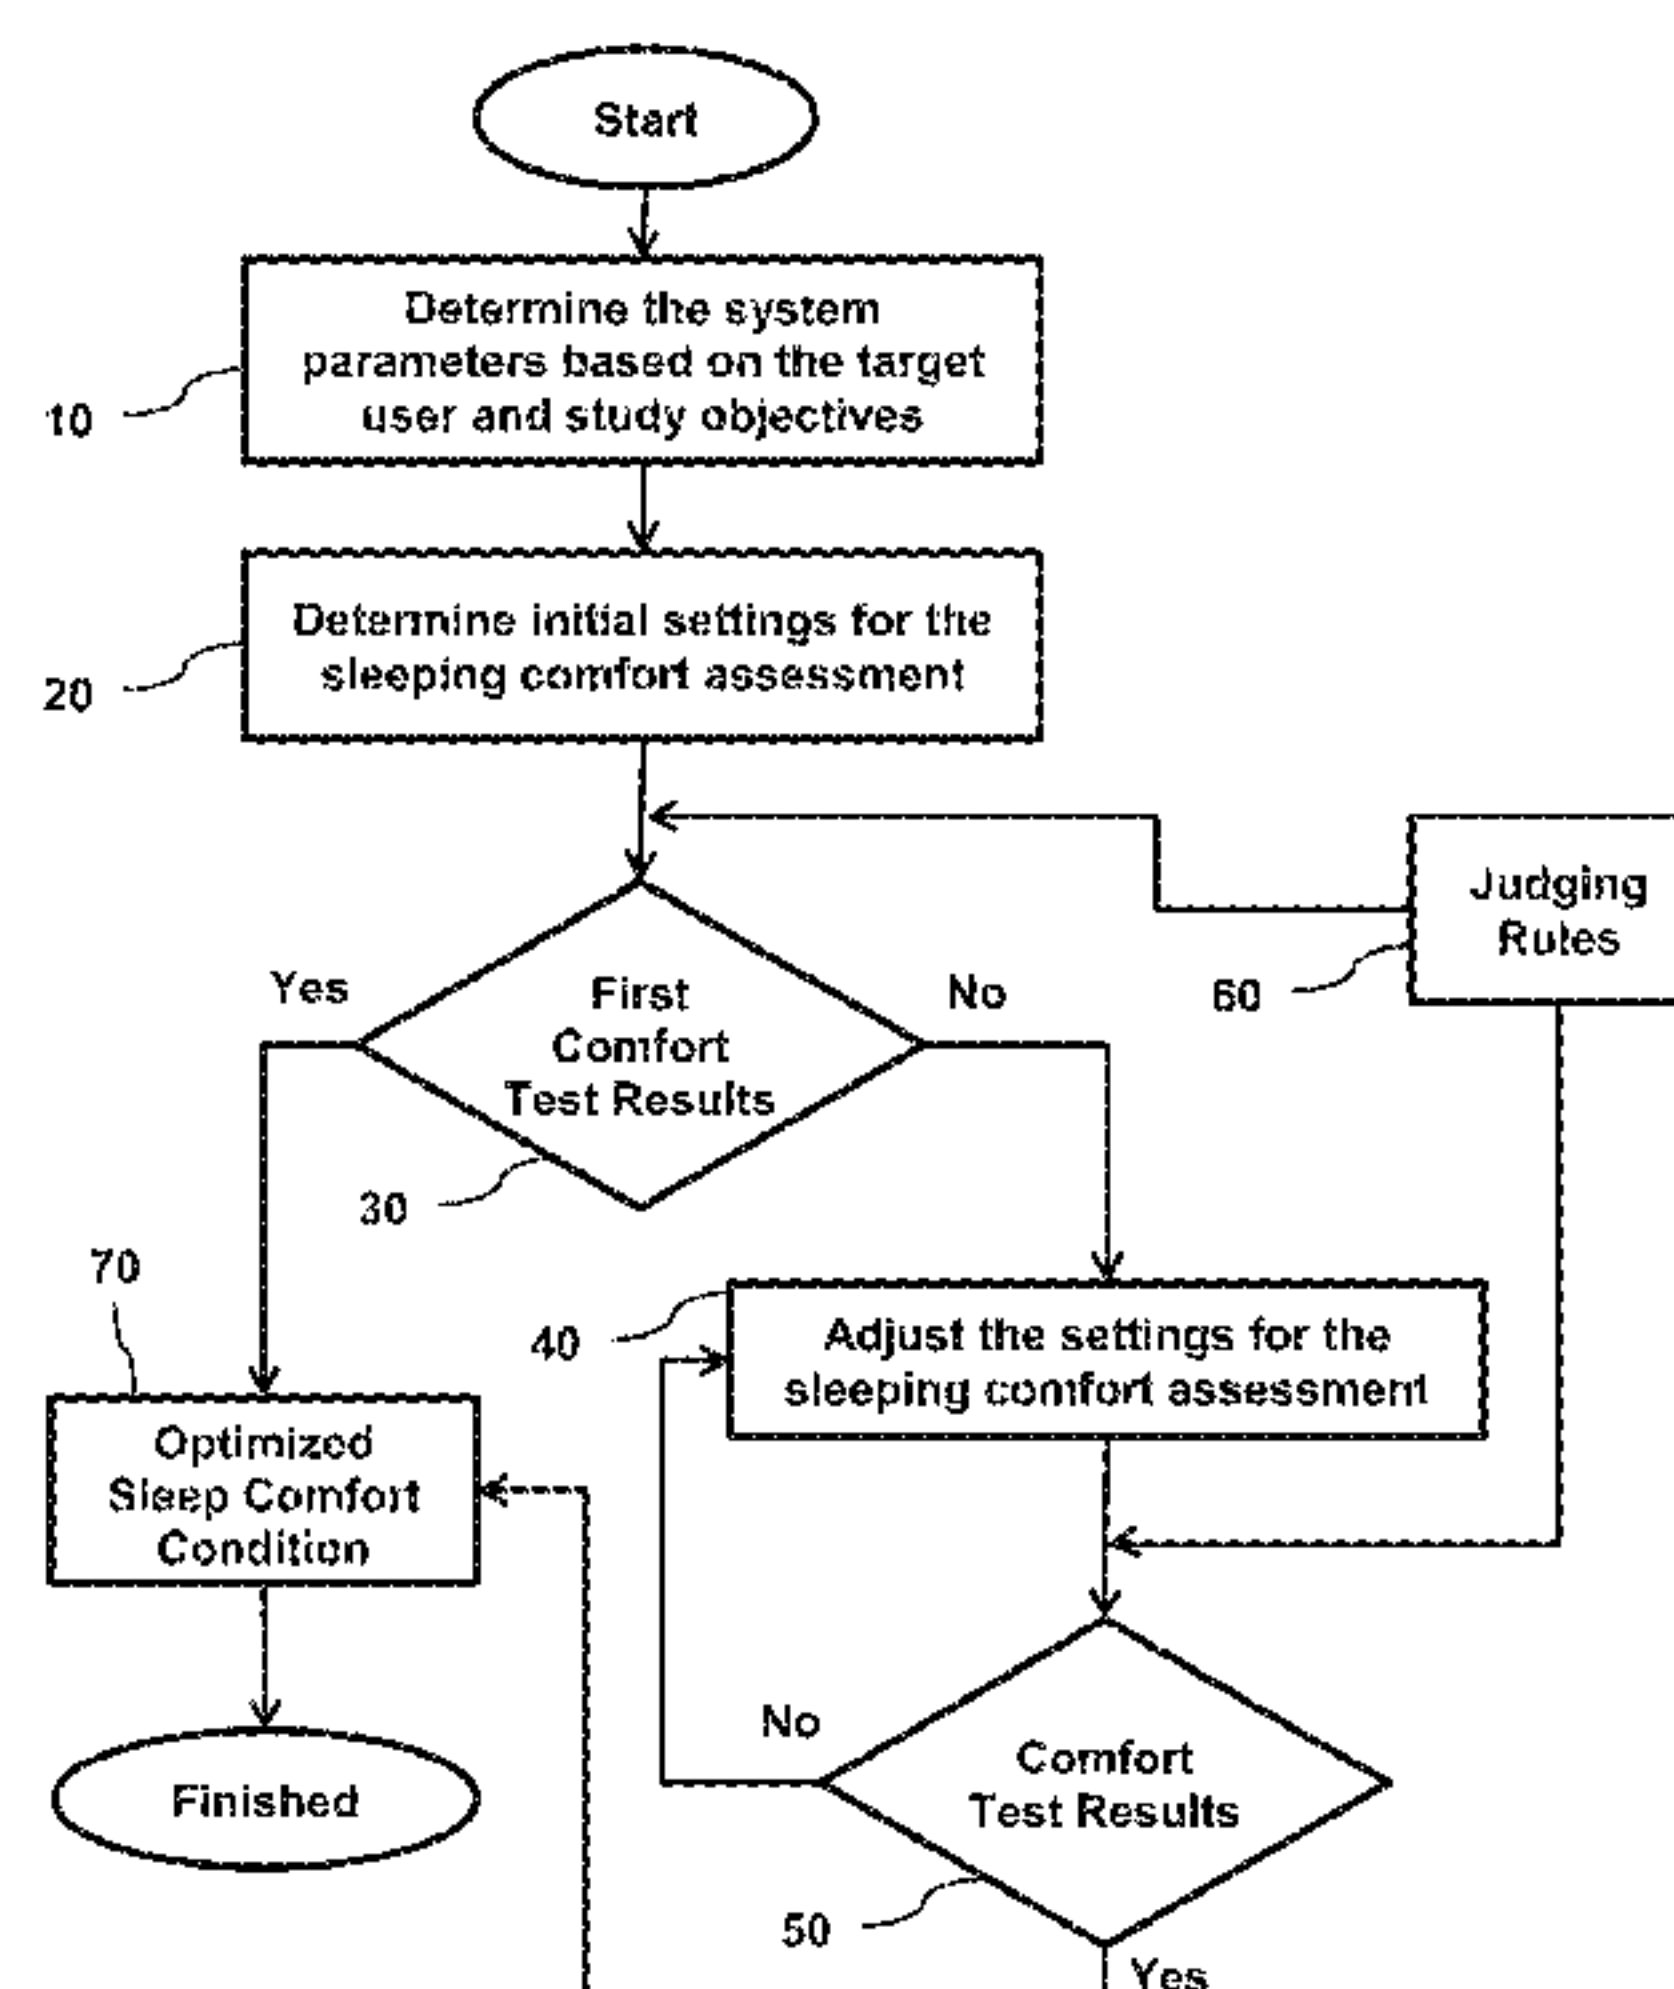 Start
Determine the system
parameters based on the target
user and study objectives
10
Determine initial settings for the
sleeping comfort assessment
20
Judging
Rules
60
Yes
First
Comfort
Test Results
No
30
70
40
Adjust the settings for the
sleeping comfort assessment
Optimized
Sleep Comfort
Condition
No
Comfort
Test Results
Finished
50
Yes